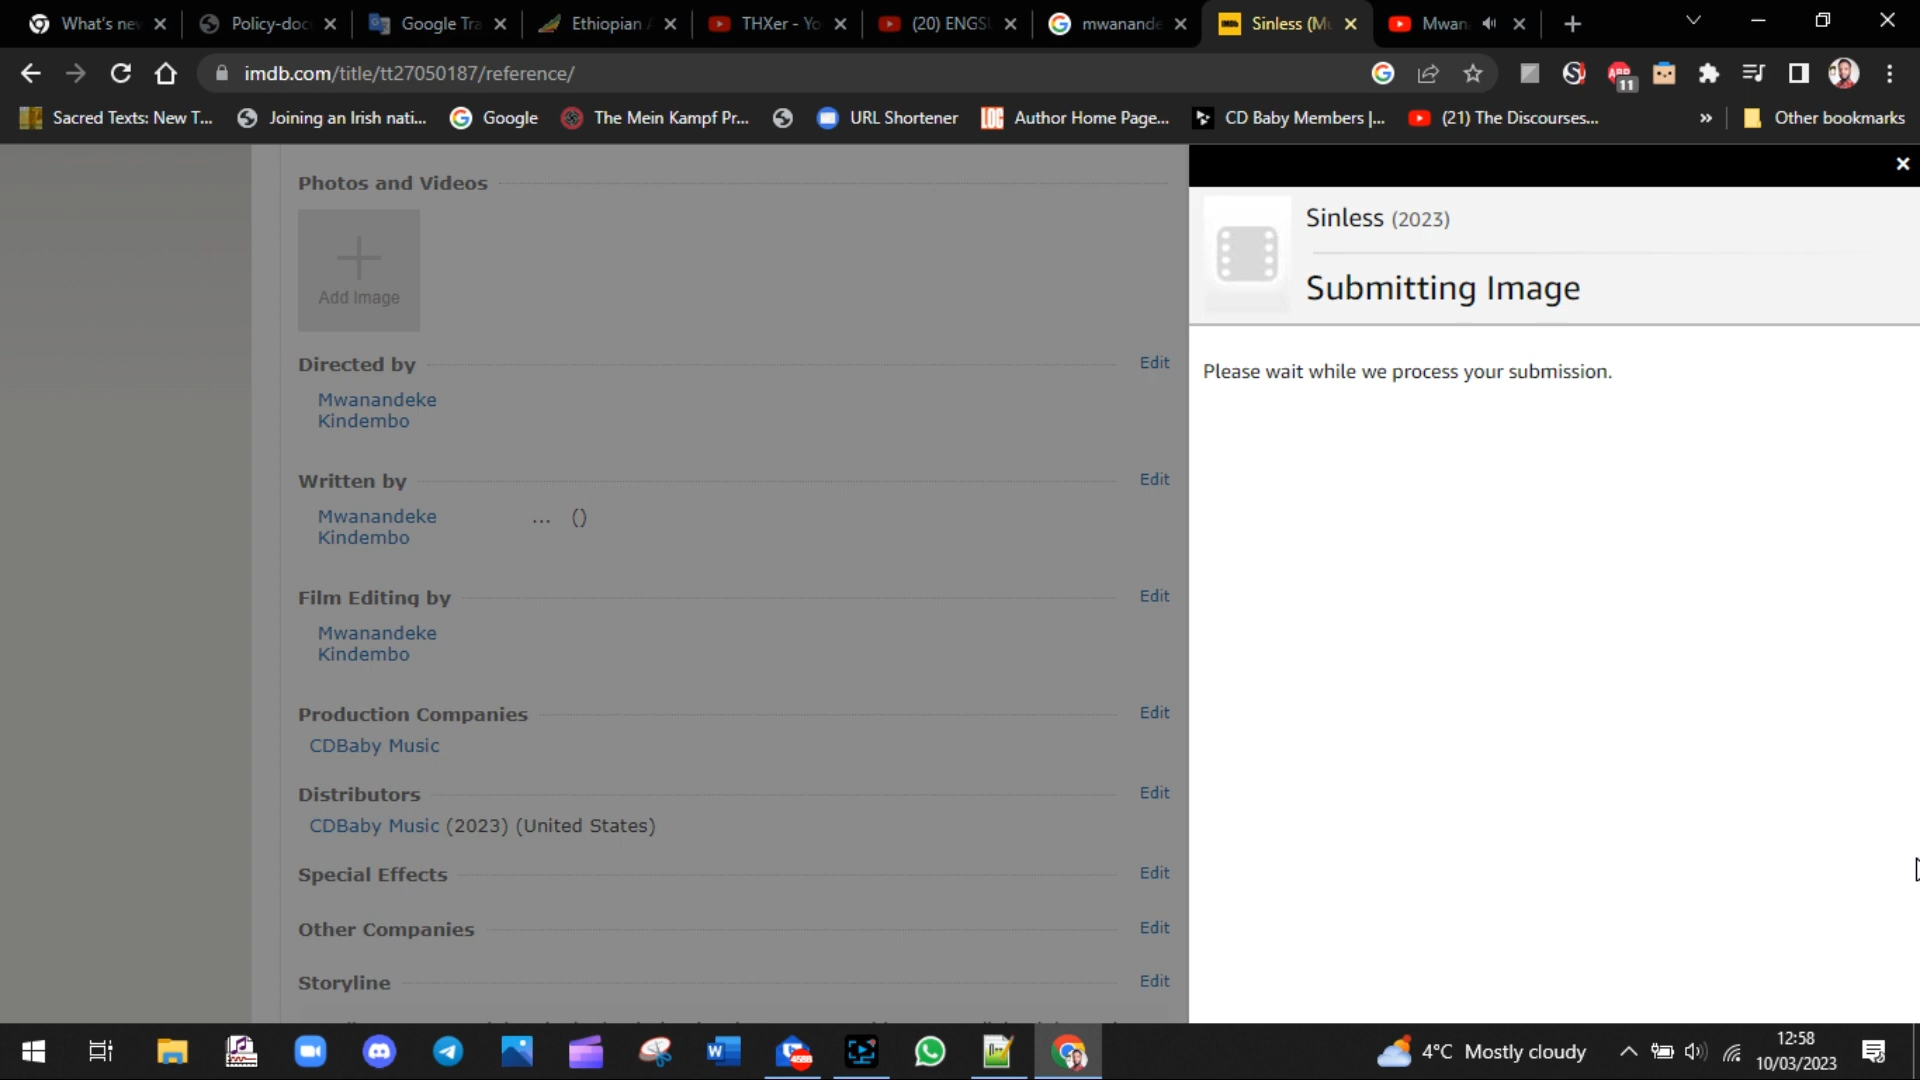 What's ne
Policy-doc
Google Tra
Ethiopian A
THXer - Yo
(20) ENGSU
mwanande
Sinless (Mu
Mwan
imdb.com/title/tt27050187/reference/
11
Sacred Texts: New T...
Joining an Irish nati...
Google
The Mein Kampf Pr...
URL Shortener
Author Home Page...
CD Baby Members |...
(21) The Discourses...
»
Other bookmarks
Photos and Videos
Add Image
Directed by
Edit
Mwanandeke
Kindembo
Written by
Edit
Mwanandeke ... ()
Kindembo
Film Editing by
Edit
Mwanandeke
Kindembo
Production Companies
Edit
CDBaby Music
Distributors
Edit
CDBaby Music (2023) (United States)
Special Effects
Edit
Other Companies
Edit
Storyline
Edit
Sinless (2023)
Submitting Image
Please wait while we process your submission.
4°C Mostly cloudy
12:58
10/03/2023